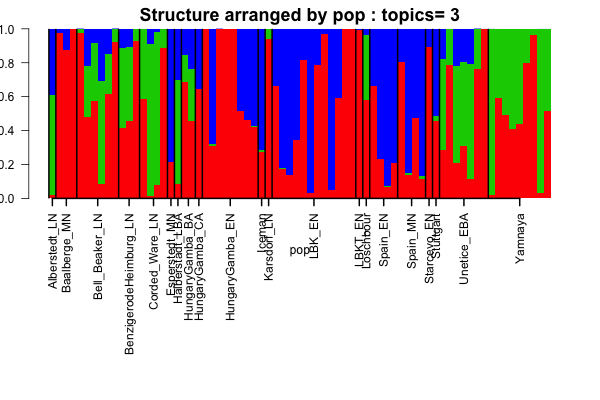 Structure arranged by pop : topics= 3
1.0
0.8
0.6
0.4
0.2
0.0
Alberstedt_LN
Baalberge_MN
Bell_Beaker_LN
BenzigerodeHeimburg_LN
Corded_Ware_LN
Esperstedt_MN
Halberstadt_LBA
HungaryGamba_BA
HungaryGamba_CA
HungaryGamba_EN
Iceman
Karsdorf_LN
LBK_EN
LBKT_EN
Loschbour
Spain_EN
Spain_MN
Starcevo_EN
Stuttgart
Unetice_EBA
Yamnaya
pop